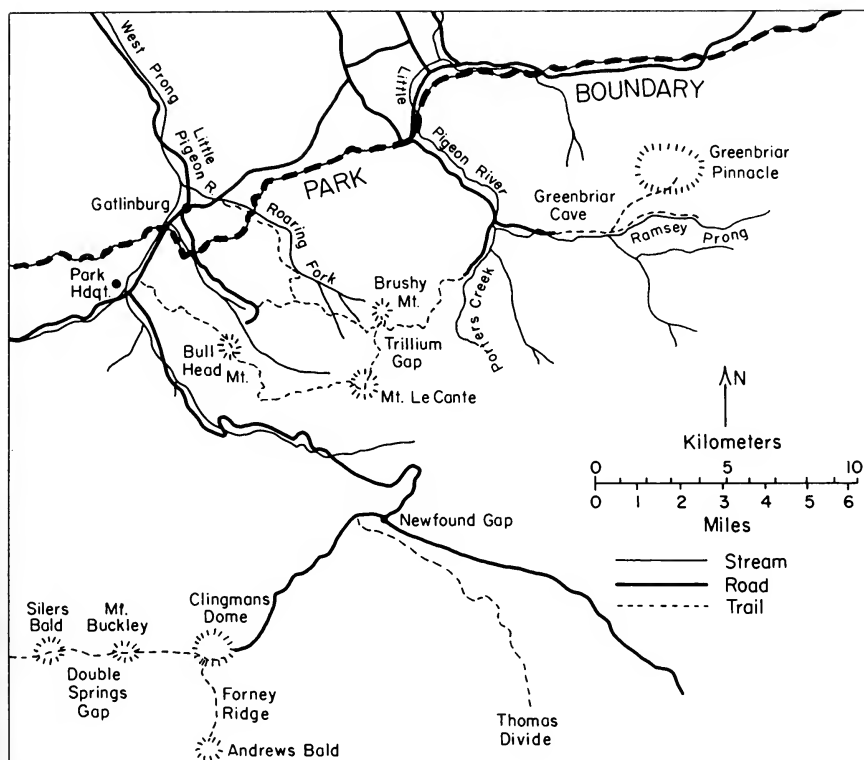 West Prong
Little
Pigeon R.
Little
BOUNDARY
PARK
Pigeon River
Greenbriar
Pinnacle
Greenbriar
Cave
Gatlinburg
Roaring
Fork
Ramsey
Prong
Park
Hdqt.
Brushy
Mt.
Porters Creek
Bull
Head
Mt.
Trillium
Gap
Mt. Le Cante
N
Kilometers
0 5 10
0 1 2 3 4 5 6
Miles
Newfound Gap
Stream
Road
Trail
Silers
Bald
Mt.
Buckley
Clingmans
Dome
Double
Springs
Gap
Forney
Ridge
Andrews Bald
Thomas
Divide